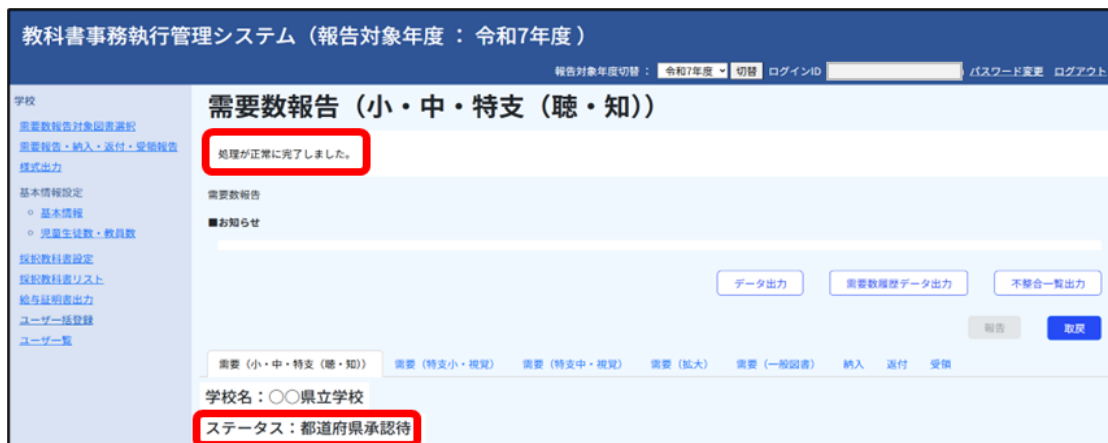 教科書事務執行管理システム（報告対象年度 ： 令和7年度 ）
報告対象年度切替 ： 令和7年度 切替 ログインID パスワード変更 ログアウト
学校
需要数報告対象図書選択
需要報告・納入・返付・受領報告
様式出力
基本情報設定
基本情報
児童生徒数・教員数
採択教科書設定
採択教科書リスト
給与証明書出力
ユーザー括登録
ユーザ一覧
需要数報告（小・中・特支（聴・知））
処理が正常に完了しました。
需要数報告
■お知らせ
データ出力 需要数履歴データ出力 不整合一覧出力
報告 取戻
需要（小・中・特支（聴・知）） 需要（特支小・視覚） 需要（特支中・視覚） 需要（拡大） 需要（一般図書） 納入 返付 受領
学校名：○○県立学校
ステータス：都道府県承認待